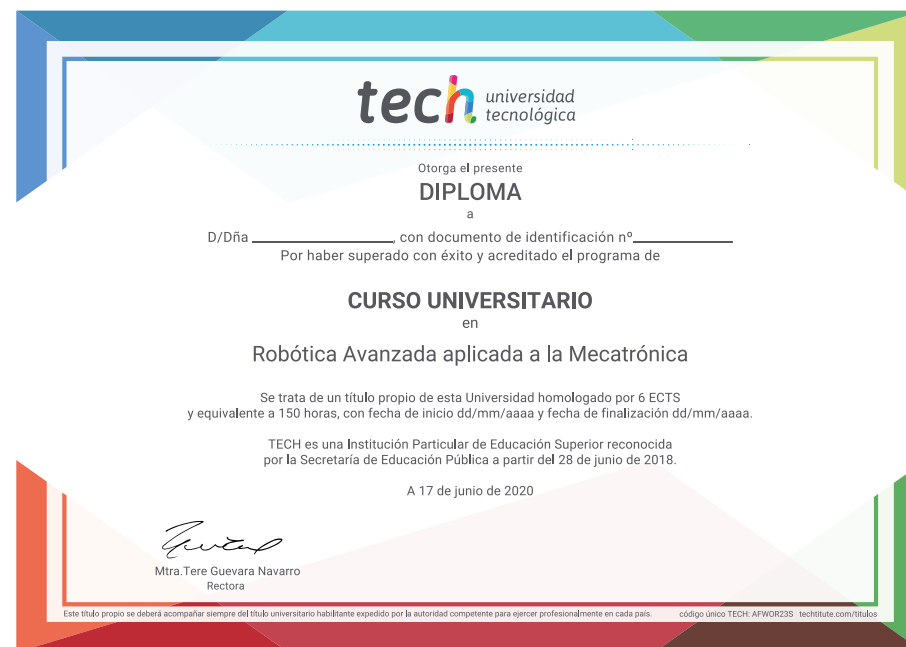 tech universidad
tecnológica
Otorga el presente
DIPLOMA
a
D/Dña ____________________, con documento de identificación nº______________
Por haber superado con éxito y acreditado el programa de
CURSO UNIVERSITARIO
en
Robótica Avanzada aplicada a la Mecatrónica
Se trata de un título propio de esta Universidad homologado por 6 ECTS
y equivalente a 150 horas, con fecha de inicio dd/mm/aaaa y fecha de finalización dd/mm/aaaa.
TECH es una Institución Particular de Educación Superior reconocida
por la Secretaría de Educación Pública a partir del 28 de junio de 2018.
A 17 de junio de 2020
Mtra.Tere Guevara Navarro
Rectora
Este título propio se deberá acompañar siempre del título universitario habilitante expedido por la autoridad competente para ejercer profesionalmente en cada país. código único TECH: AFWOR23S techtitute.com/titulos